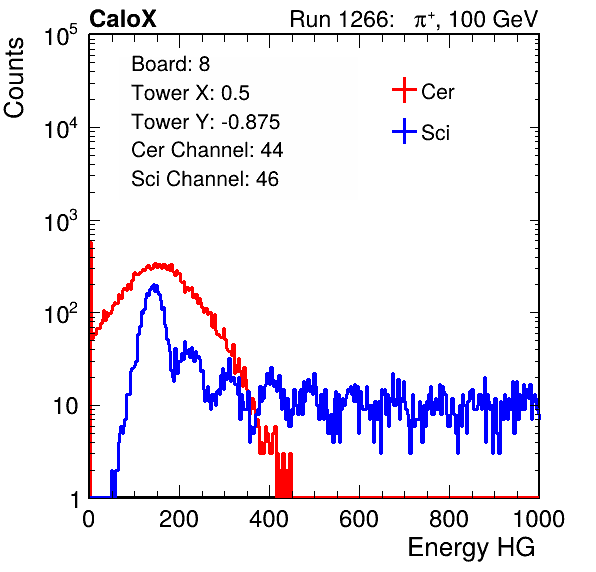 CaloX Run 1266: π⁺, 100 GeV
Counts
10⁵
10⁴
10³
10²
10
1
Board: 8
Tower X: 0.5
Tower Y: -0.875
Cer Channel: 44
Sci Channel: 46
Cer
Sci
0 200 400 600 800 1000
Energy HG